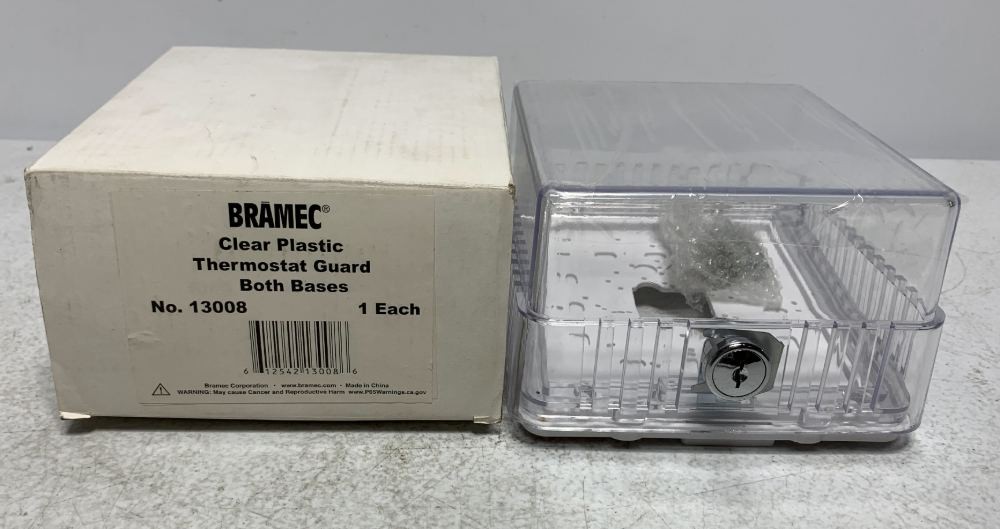 BRĀMEC®
Clear Plastic
Thermostat Guard
Both Bases
No. 13008 1 Each
6 12542 13008 6
Bramec Corporation • www.bramec.com • Made in China
WARNING: May cause Cancer and Reproductive Harm www.P65Warnings.ca.gov